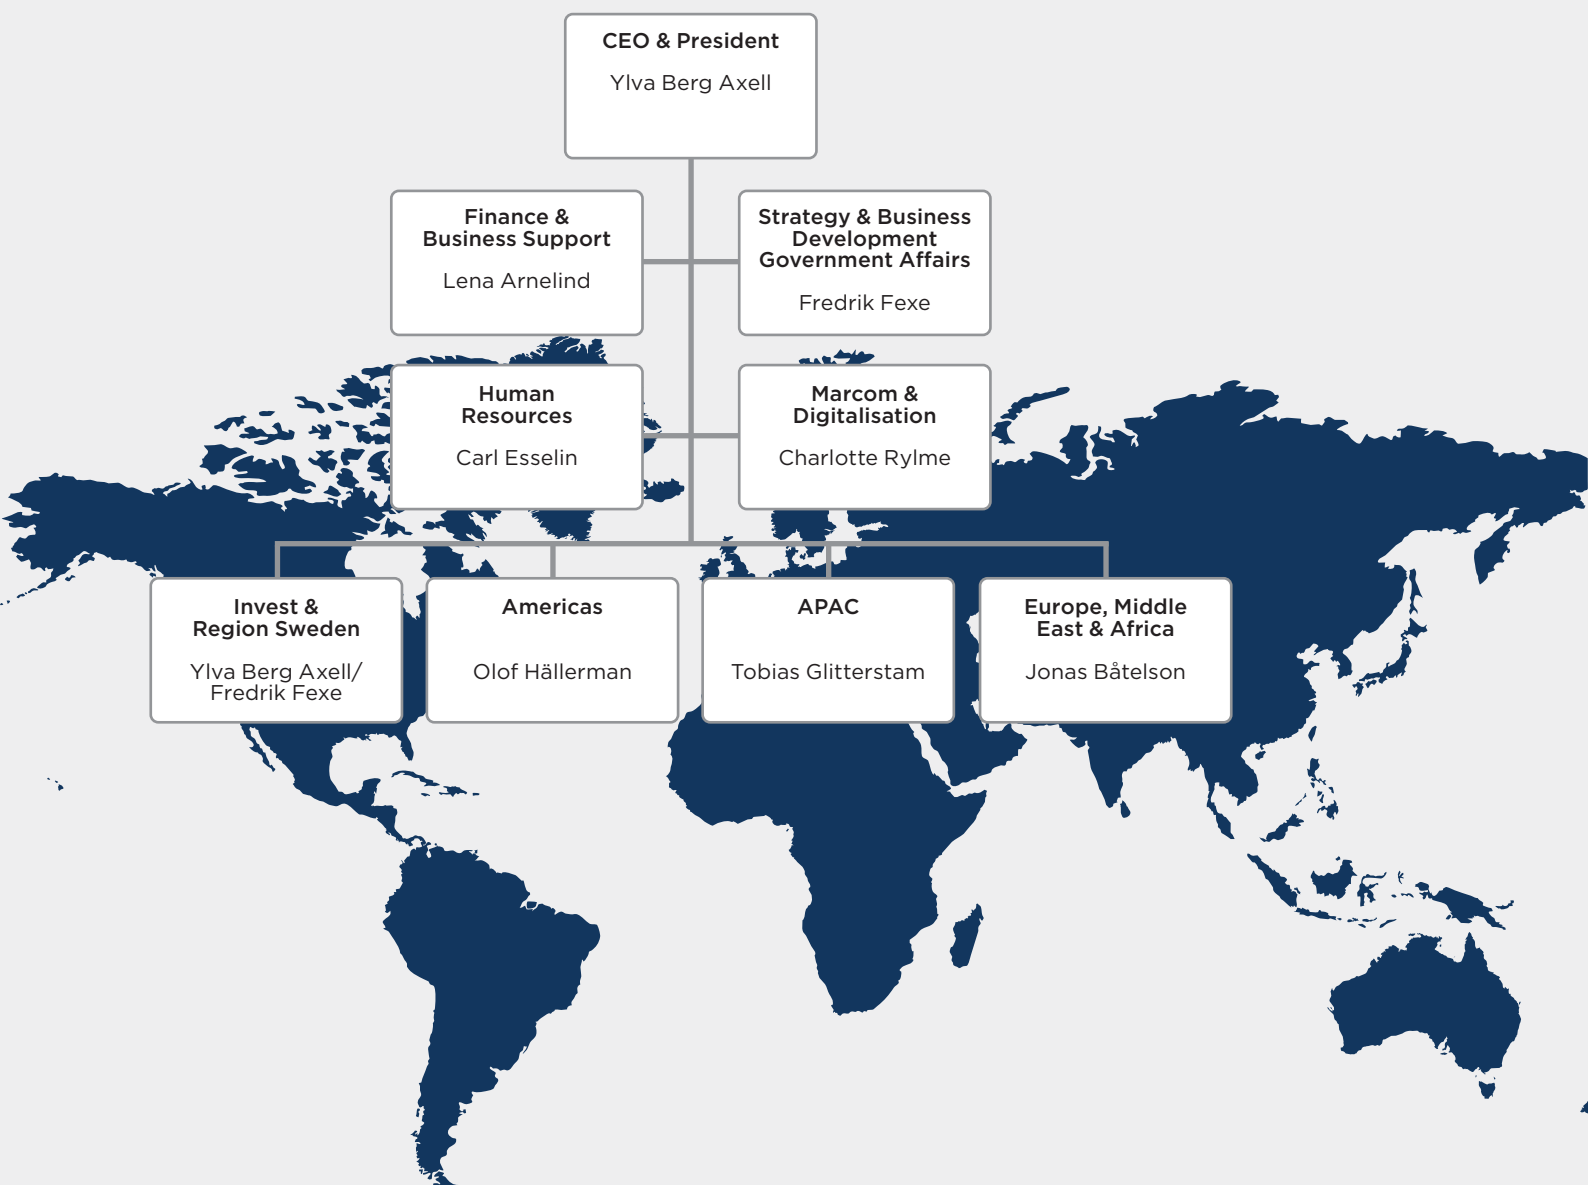 CEO & President
Ylva Berg Axell
Finance &
Business Support
Lena Arnelind
Strategy & Business
Development
Government Affairs
Fredrik Fexe
Human
Resources
Carl Esselin
Marcom &
Digitalisation
Charlotte Rylme
Invest &
Region Sweden
Ylva Berg Axell/
Fredrik Fexe
Americas
Olof Hällerman
APAC
Tobias Glitterstam
Europe, Middle
East & Africa
Jonas Båtelson